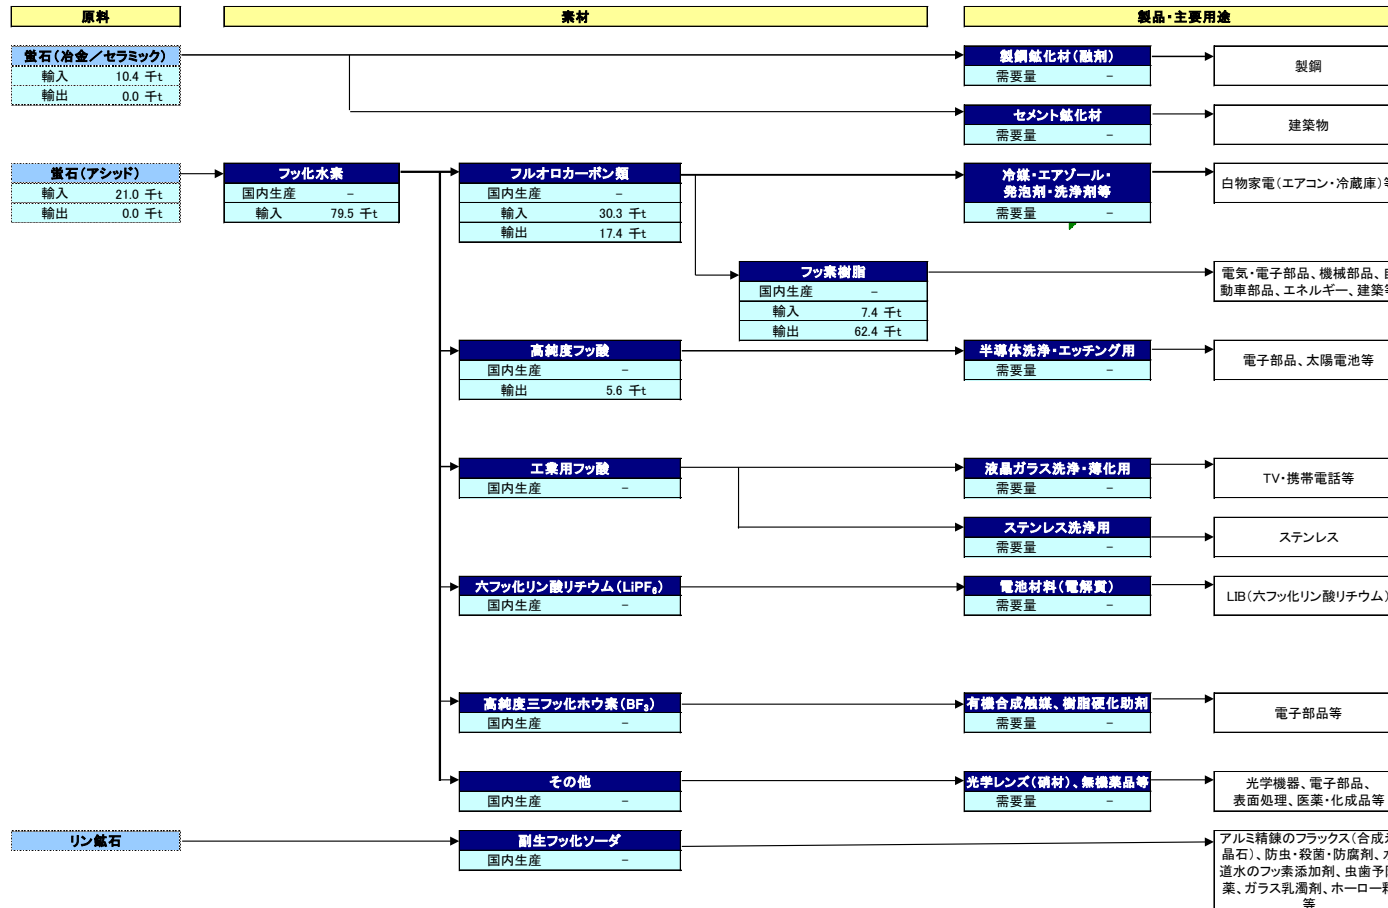 原料
素材
製品・主要用途
蛍石(冶金／セラミック)
輸入 10.4 千t
輸出 0.0 千t
製鋼鉱化材(融剤)
需要量 -
製鋼
セメント鉱化材
需要量 -
建築物
蛍石(アシッド)
輸入 21.0 千t
輸出 0.0 千t
フッ化水素
国内生産 -
輸入 79.5 千t
フルオロカーボン類
国内生産 -
輸入 30.3 千t
輸出 17.4 千t
冷媒・エアゾール・
発泡剤・洗浄剤等
需要量 -
白物家電(エアコン・冷蔵庫)
フッ素樹脂
国内生産 -
輸入 7.4 千t
輸出 62.4 千t
電気・電子部品、機械部品、自
動車部品、エネルギー、建築
高純度フッ酸
国内生産 -
輸出 5.6 千t
半導体洗浄・エッチング用
需要量 -
電子部品、太陽電池等
工業用フッ酸
国内生産 -
液晶ガラス洗浄・薄化用
需要量 -
TV・携帯電話等
ステンレス洗浄用
需要量 -
ステンレス
六フッ化リン酸リチウム(LiPF₆)
国内生産 -
電池材料(電解質)
需要量 -
LIB(六フッ化リン酸リチウム)
高純度三フッ化ホウ素(BF₃)
国内生産 -
有機合成触媒、樹脂硬化助剤
需要量 -
電子部品等
その他
国内生産 -
光学レンズ(硝材)、無機薬品等
需要量 -
光学機器、電子部品、
表面処理、医薬・化成品等
リン鉱石
副生フッ化ソーダ
国内生産 -
アルミ精錬のフラックス(合成
晶石)、防虫・殺菌・防腐剤、
道水のフッ素添加剤、虫歯予
薬、ガラス乳濁剤、ホーロー
等